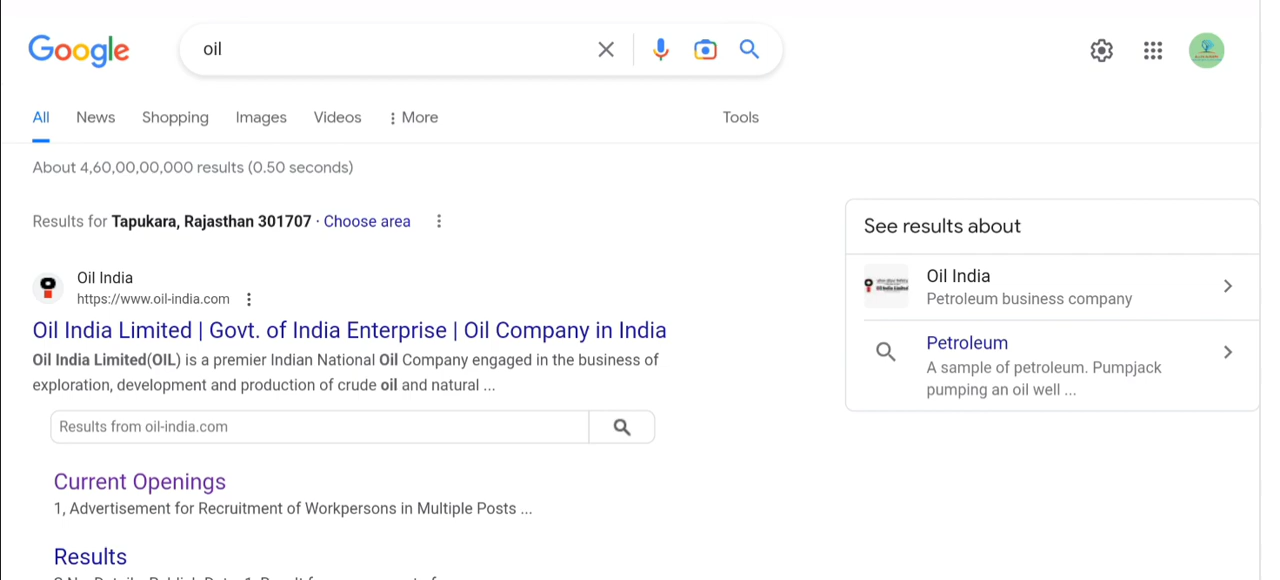 Google
oil
All News Shopping Images Videos More Tools
About 4,60,00,00,000 results (0.50 seconds)
Results for Tapukara, Rajasthan 301707 · Choose area
See results about
Oil India
https://www.oil-india.com
Oil India Limited | Govt. of India Enterprise | Oil Company in India
Oil India Limited(OIL) is a premier Indian National Oil Company engaged in the business of
exploration, development and production of crude oil and natural ...
Results from oil-india.com
Current Openings
1, Advertisement for Recruitment of Workpersons in Multiple Posts ...
Results
Oil India
Petroleum business company
Petroleum
A sample of petroleum. Pumpjack
pumping an oil well ...